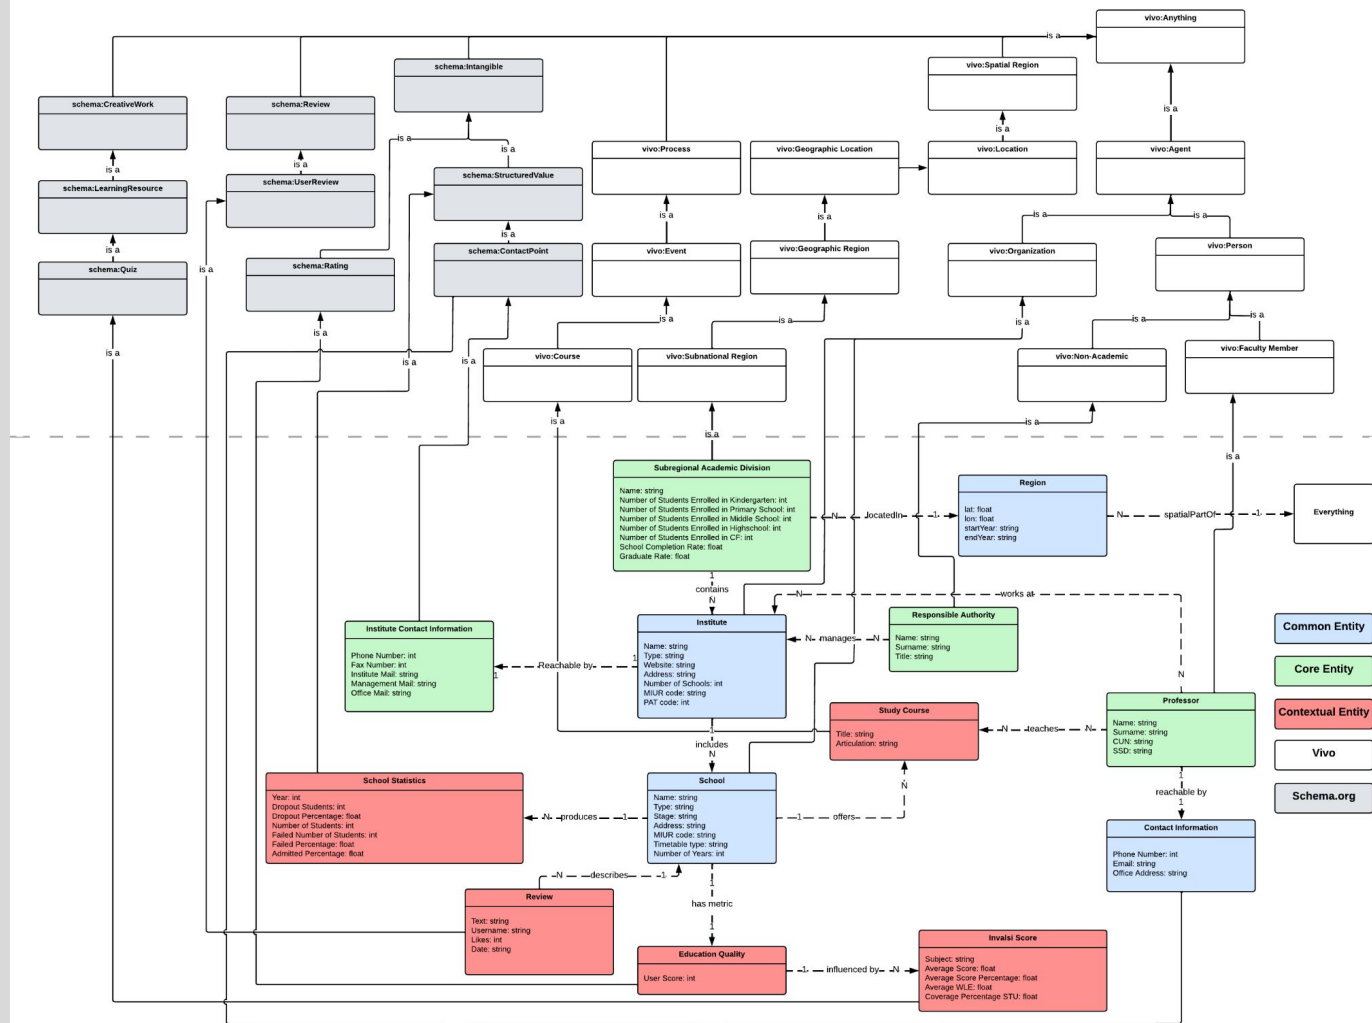 vivo:Anything
is a
schema:Intangible
vivo:Spatial Region
schema:CreativeWork
schema:Review
is a
is a
is a
is a
vivo:Process
vivo:Geographic Location
vivo:Location
vivo:Agent
is a
is a
schema:LearningResource
schema:UserReview
schema:StructuredValue
is a
is a
is a
is a
is a
is a
schema:Quiz
is a
schema:Rating
schema:ContactPoint
vivo:Event
vivo:Geographic Region
vivo:Organization
vivo:Person
is a
is a
is a
is a
is a
is a
is a
is a
is a
is a
vivo:Course
vivo:Subnational Region
vivo:Non-Academic
vivo:Faculty Member
is a
is a
is a
is a
Subregional Academic Division
Name: string
Number of Students Enrolled in Kindergarten: int
Number of Students Enrolled in Primary School: int
Number of Students Enrolled in Middle School: int
Number of Students Enrolled in Highschool: int
Number of Students Enrolled in CF: int
School Completion Rate: float
Graduate Rate: float
N locatedIn 1
Region
lat: float
lon: float
startYear: string
endYear: string
N spatialPartOf 1
Everything
1
contains
N
N works at
N
Institute Contact Information
Phone Number: int
Fax Number: int
Institute Mail: string
Management Mail: string
Office Mail: string
1 Reachable by 1
Institute
Name: string
Type: string
Website: string
Address: string
Number of Schools: int
MIUR code: string
PAT code: int
N manages N
Responsible Authority
Name: string
Surname: string
Title: string
Common Entity
Core Entity
Contextual Entity
Vivo
Schema.org
Professor
Name: string
Surname: string
CUN: string
SSD: string
N teaches N
Study Course
Title: string
Articulation: string
1
includes
N
1
reachable by
1
School Statistics
Year: int
Dropout Students: int
Dropout Percentage: float
Number of Students: int
Failed Number of Students: int
Failed Percentage: float
Admitted Percentage: float
N produces 1
School
Name: string
Type: string
Stage: string
Address: string
MIUR code: string
Timetable type: string
Number of Years: int
1 offers
N
Contact Information
Phone Number: int
Email: string
Office Address: string
N describes 1
Review
Text: string
Username: string
Likes: int
Date: string
1
has metric
1
Education Quality
User Score: int
1 influenced by N
Invalsi Score
Subject: string
Average Score: float
Average Score Percentage: float
Average WLE: float
Coverage Percentage STU: float